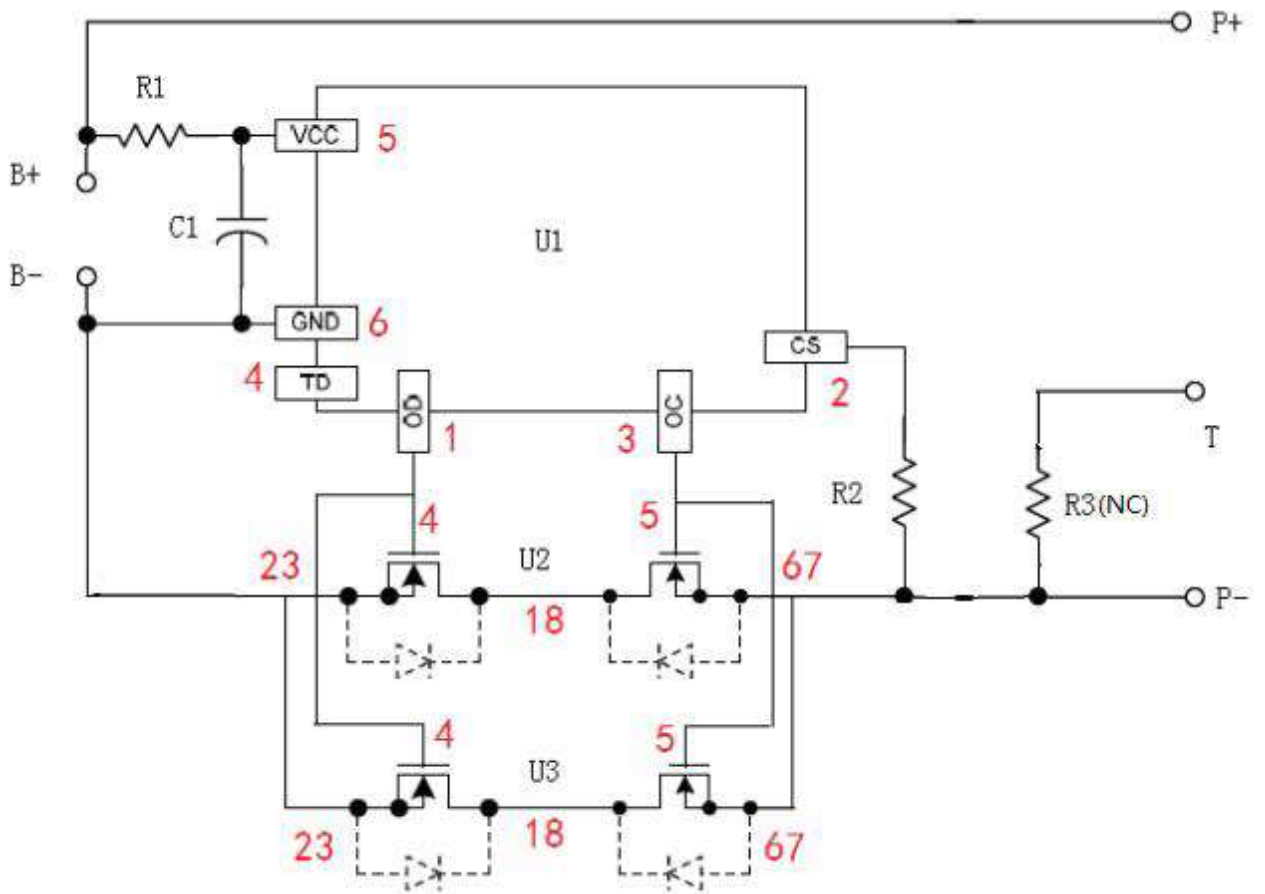 P+
R1
VCC 5
B+
C1
U1
B-
GND 6
CS
4 TD
2
OD
OC
1
3
T
R2
R3(NC)
4
5
23
U2
67
18
P-
4
5
U3
23
18
67